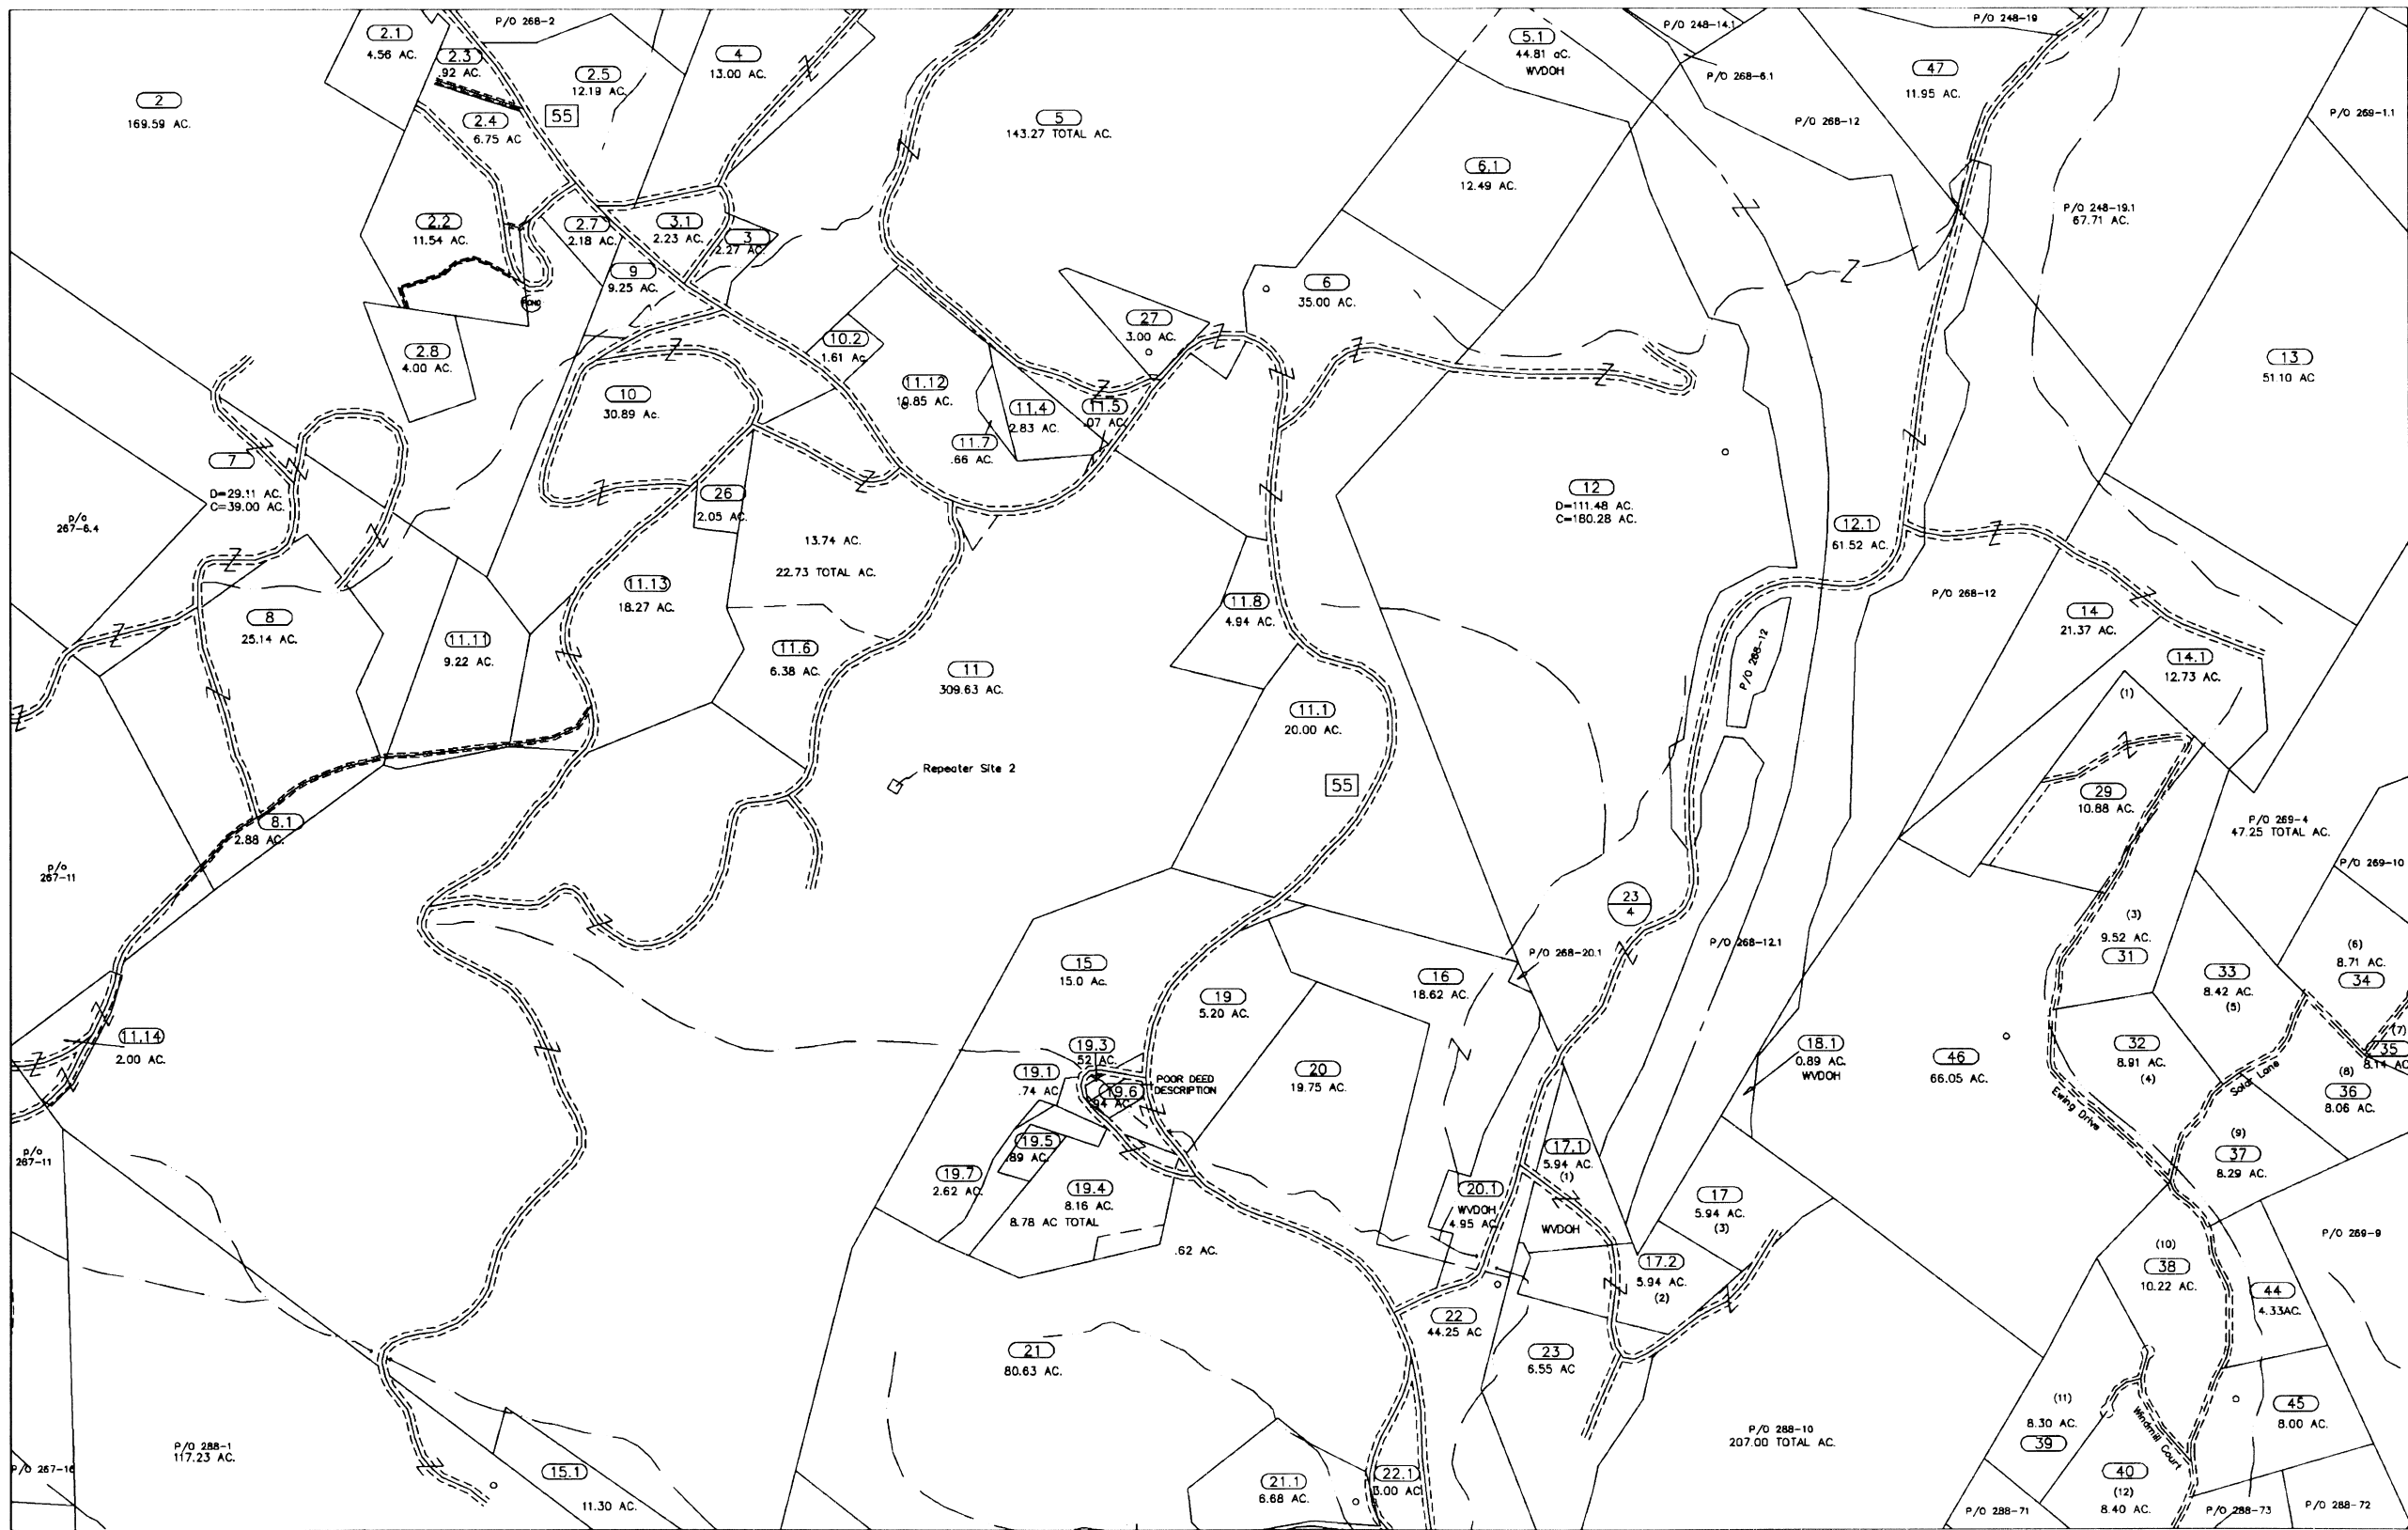 P/O 268-2
2.1
4.56 AC.
2.3
.92 AC.
2.5
12.19 AC.
4
13.00 AC.
5.1
44.81 aC.
WVDOH
P/O 248-14.1
P/O 248-19
47
11.95 AC.
P/O 268-6.1
2
169.59 AC.
55
2.4
6.75 AC
5
143.27 TOTAL AC.
P/O 268-12
P/O 269-1.1
6.1
12.49 AC.
2.2
11.54 AC.
2.7
2.18 AC.
3.1
2.23 AC.
3
2.27 AC.
P/O 248-19.1
67.71 AC.
9
9.25 AC.
6
35.00 AC.
POND
27
3.00 AC.
10.2
1.61 Ac
2.8
4.00 AC.
13
51.10 AC
10
30.89 Ac.
11.12
10.85 AC.
11.4
2.83 AC.
11.5
.07 AC.
11.7
.66 AC.
7
D=29.11 AC.
C=39.00 AC.
26
2.05 AC.
12
D=111.48 AC.
C=180.28 AC.
P/o
267-6.4
12.1
61.52 AC.
13.74 AC.
22.73 TOTAL AC.
11.13
18.27 AC.
P/O 268-12
11.8
4.94 AC.
14
21.37 AC.
8
25.14 AC.
11.11
9.22 AC.
11.6
6.38 AC.
11
309.63 AC.
P/O 268-12
14.1
12.73 AC.
(1)
11.1
20.00 AC.
Repeater Site 2
55
29
10.88 AC.
8.1
2.88 AC.
P/O 269-4
47.25 TOTAL AC.
P/o
267-11
P/O 269-10
23
4
(3)
9.52 AC.
31
P/O 268-20.1
P/O 268-12.1
(6)
8.71 AC.
34
15
15.0 Ac.
16
18.62 AC.
33
8.42 AC.
(5)
19
5.20 AC.
11.14
2.00 AC.
19.3
.52 AC.
18.1
0.89 AC.
WVDOH
46
66.05 AC.
32
8.91 AC.
(4)
(7)
35
8.14 AC
19.1
.74 AC
20
19.75 AC.
POOR DEED
DESCRIPTION
19.6
.94 AC.
Solar Lane
Ewing Drive
(8)
36
8.06 AC.
19.5
.89 AC.
17.1
5.94 AC.
(1)
(9)
37
8.29 AC.
P/o
267-11
19.7
2.62 AC.
19.4
8.16 AC.
8.78 AC TOTAL
20.1
WVDOH
4.95 AC
WVDOH
17
5.94 AC.
(3)
.62 AC.
P/O 269-9
17.2
5.94 AC.
(2)
(10)
38
10.22 AC.
44
4.33AC.
22
44.25 AC
21
80.63 AC.
23
6.55 AC
(11)
8.30 AC.
39
45
8.00 AC.
Windmill Court
P/O 288-1
117.23 AC.
P/O 288-10
207.00 TOTAL AC.
P/O 267-16
15.1
11.30 AC.
21.1
6.68 AC.
22.1
3.00 AC
40
(12)
8.40 AC.
P/O 288-71
P/O 288-73
P/O 288-72